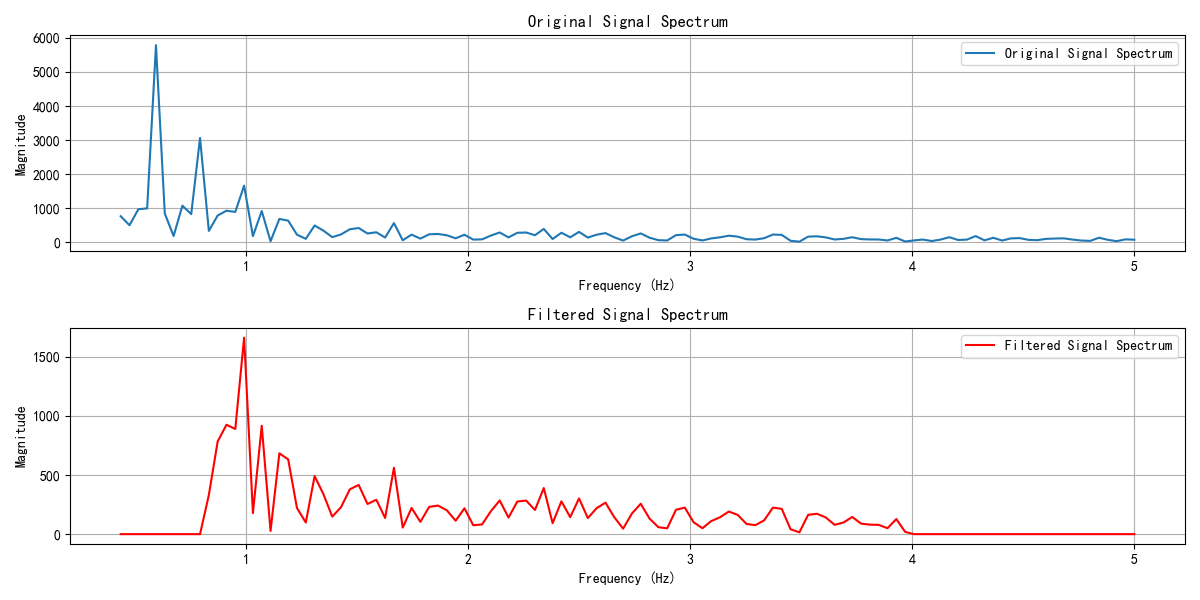 Original Signal Spectrum
6000
5000
4000
3000
2000
1000
0
Magnitude
Original Signal Spectrum
1 2 3 4 5
Frequency (Hz)
Filtered Signal Spectrum
1500
1000
500
0
Magnitude
Filtered Signal Spectrum
1 2 3 4 5
Frequency (Hz)